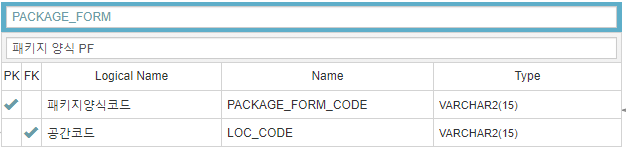 PACKAGE_FORM
패키지 양식 PF
PK FK Logical Name Name Type
패키지양식코드 PACKAGE_FORM_CODE VARCHAR2(15)
공간코드 LOC_CODE VARCHAR2(15)